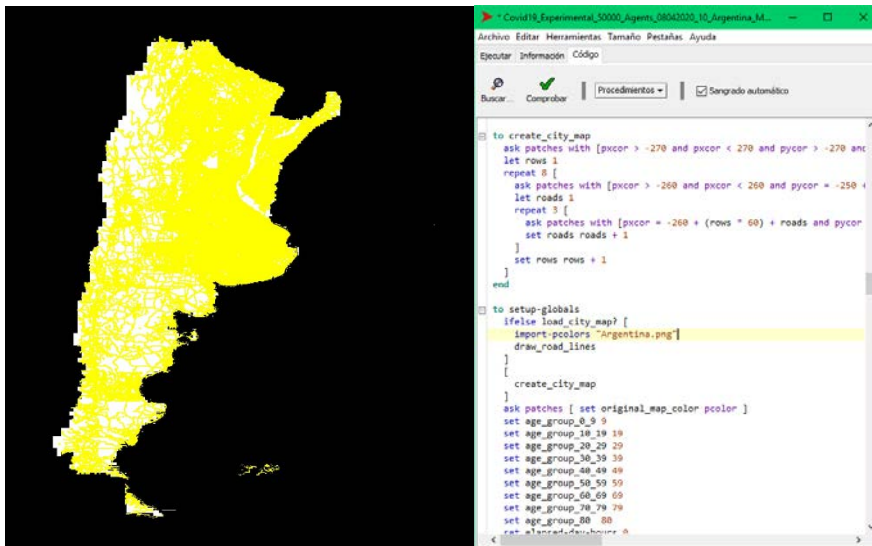 * Covid19_Experimental_50000_Agents_08042020_10_Argentina_M...
Archivo Editar Herramientas Tamaño Pestañas Ayuda
Ejecutar Información Código
Buscar... Comprobar Procedimientos Sangrado automático
to create_city_map
ask patches with [pxcor > -270 and pxcor < 270 and pycor > -270 and
let rows 1
repeat 8 [
ask patches with [pxcor > -260 and pxcor < 260 and pycor = -250 +
let roads 1
repeat 3 [
ask patches with [pxcor = -260 + (rows * 60) + roads and pycor
set roads roads + 1
]
set rows rows + 1
]
end
to setup-globals
ifelse load_city_map? [
import-pcolors "Argentina.png"
draw_road_lines
]
[
create_city_map
]
ask patches [ set original_map_color pcolor ]
set age_group_0_9 9
set age_group_10_19 19
set age_group_20_29 29
set age_group_30_39 39
set age_group_40_49 49
set age_group_50_59 59
set age_group_60_69 69
set age_group_70_79 79
set age_group_80 80
set elapsed-day-hours 0